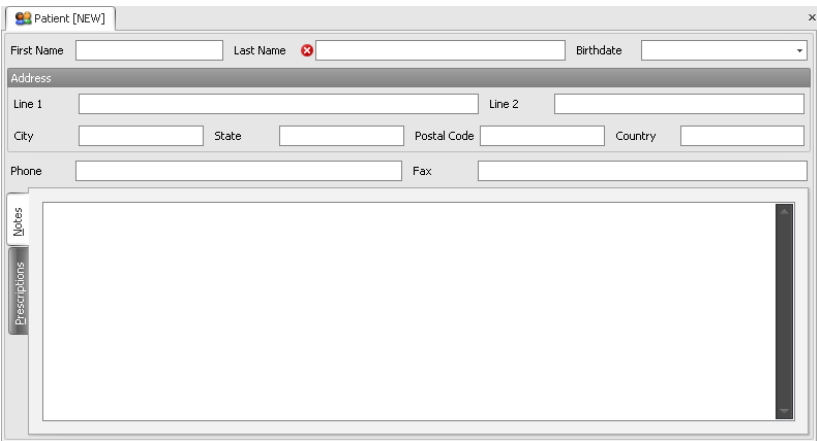 Patient [NEW]
First Name Last Name Birthdate
Address
Line 1 Line 2
City State Postal Code Country
Phone Fax
Notes
Prescriptions